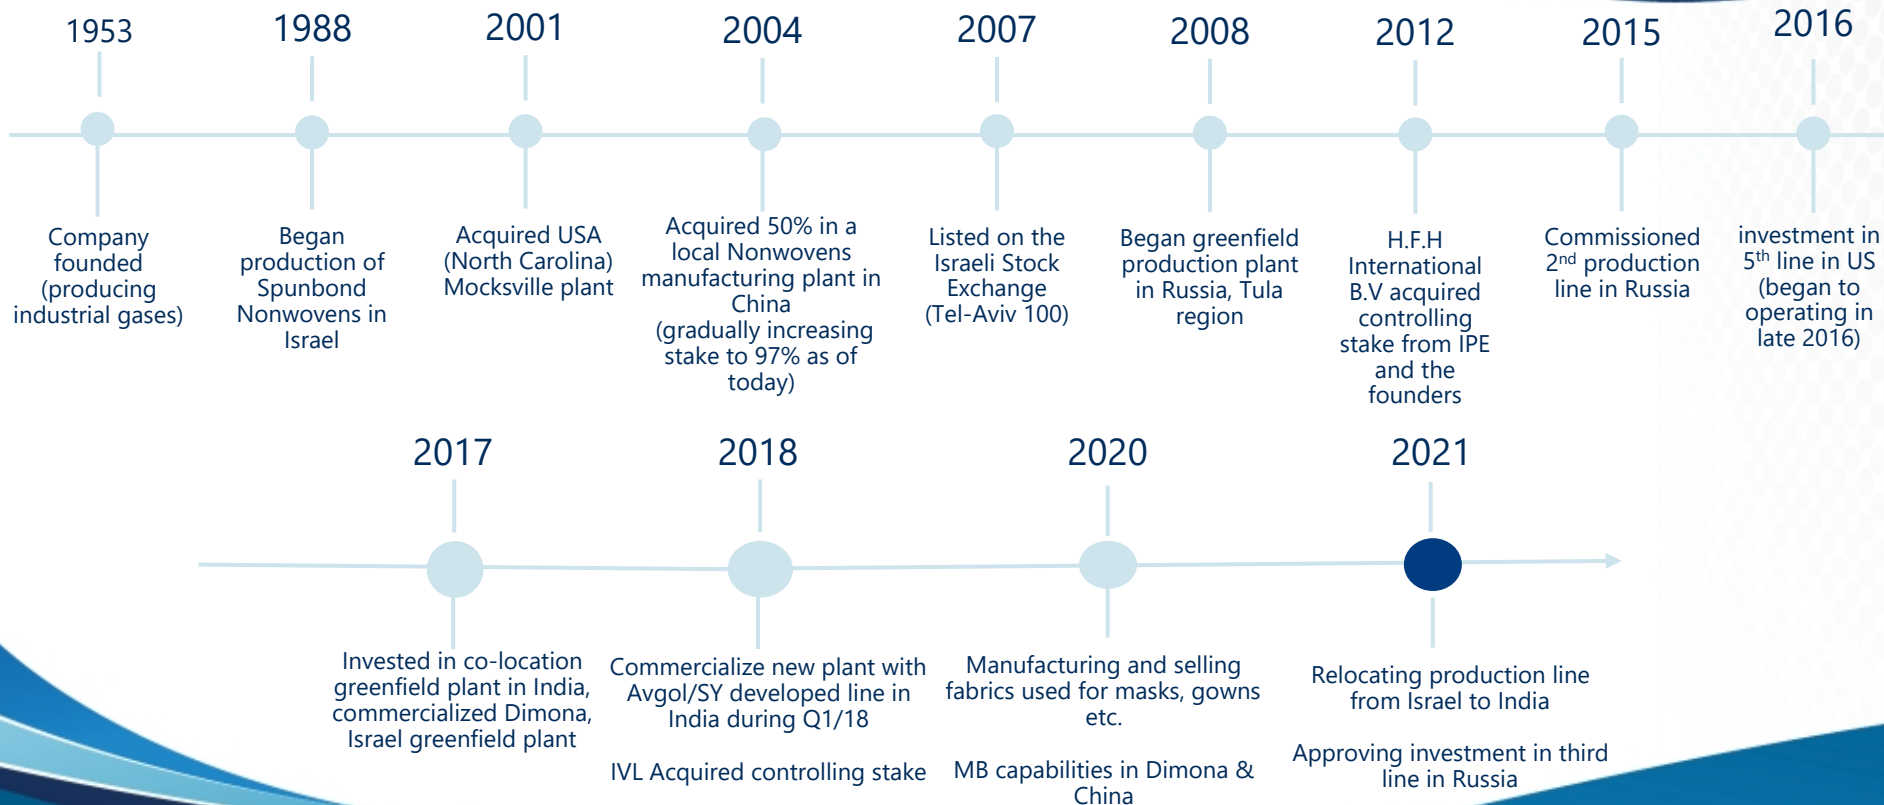 1953
Company
founded
(producing
industrial gases)
1988
Began
production of
Spunbond
Nonwovens in
Israel
2001
Acquired USA
(North Carolina)
Mocksville plant
2004
Acquired 50% in a
local Nonwovens
manufacturing plant in
China
(gradually increasing
stake to 97% as of
today)
2007
Listed on the
Israeli Stock
Exchange
(Tel-Aviv 100)
2008
Began greenfield
production plant
in Russia, Tula
region
2012
H.F.H
International
B.V acquired
controlling
stake from IPE
and the
founders
2015
Commissioned
2nd production
line in Russia
2016
investment in
5th line in US
(began to
operating in
late 2016)
2017
Invested in co-location
greenfield plant in India,
commercialized Dimona,
Israel greenfield plant
2018
Commercialize new plant with
Avgol/SY developed line in
India during Q1/18
IVL Acquired controlling stake
2020
Manufacturing and selling
fabrics used for masks, gowns
etc.
MB capabilities in Dimona &
China
2021
Relocating production line
from Israel to India
Approving investment in third
line in Russia